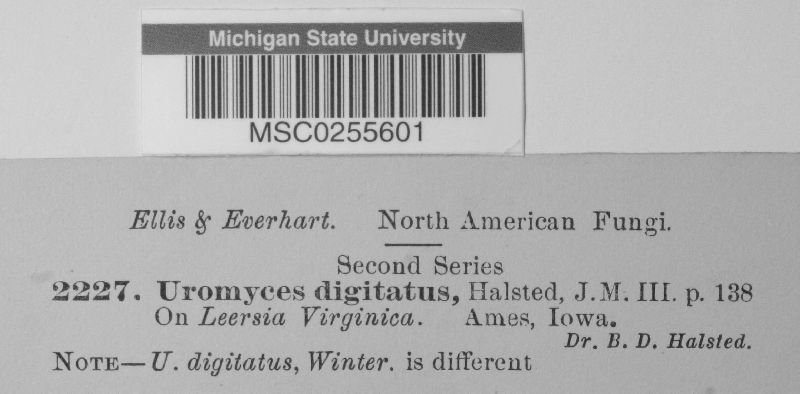 Michigan State University
MSC0255601
Ellis & Everhart. North American Fungi.
Second Series
2227. Uromyces digitatus, Halsted, J.M. III. p. 138
On Leersia Virginica. Ames, Iowa.
Dr. B. D. Halsted.
NOTE—U. digitatus, Winter. is different